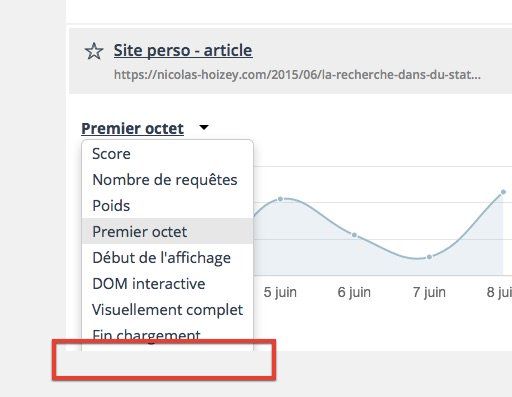 Site perso - article
https://nicolas-hoizey.com/2015/06/la-recherche-dans-du-stat...
Premier octet
Score
Nombre de requêtes
Poids
Premier octet
Début de l'affichage
DOM interactive
Visuellement complet
Fin chargement
5 juin 6 juin 7 juin 8 jui